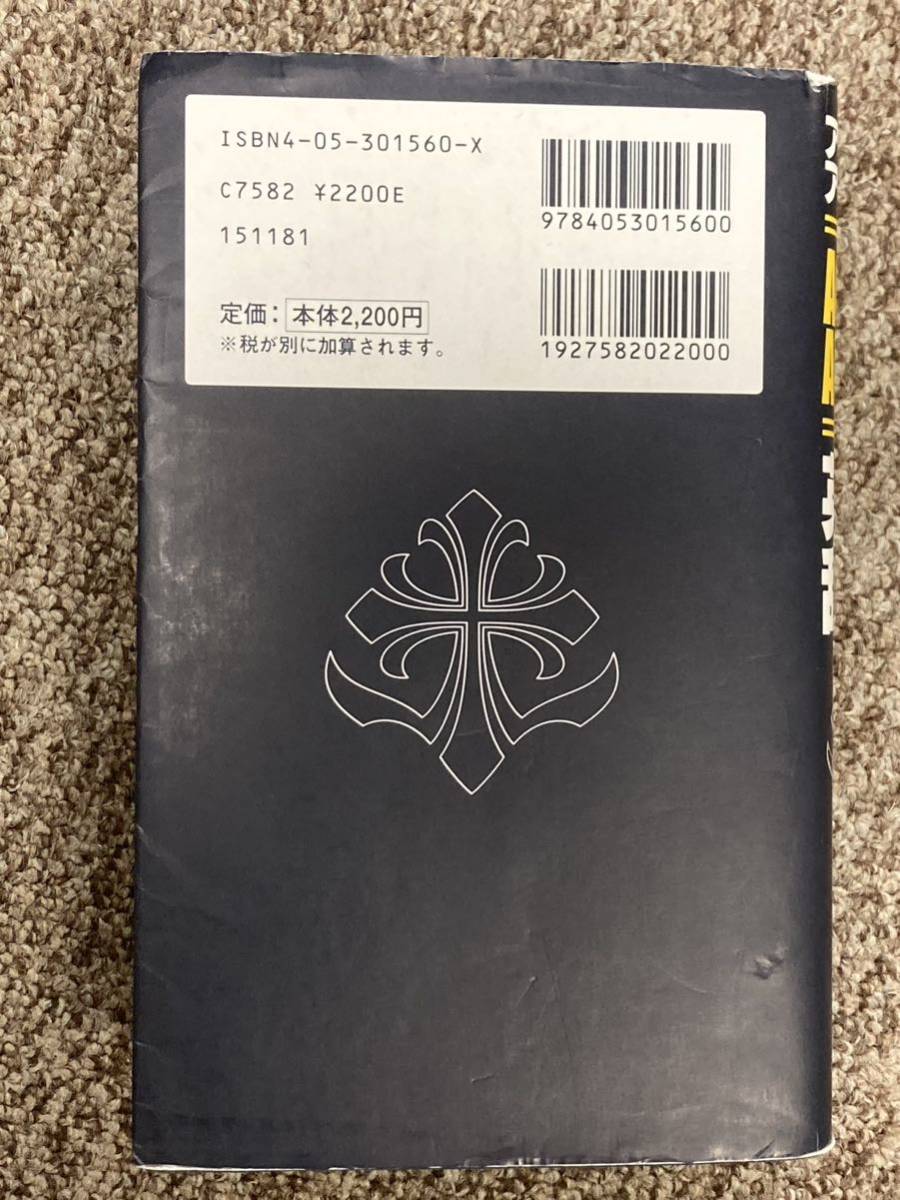 ISBN4-05-301560-X
C7582 ¥2200E
151181
定価：本体2,200円
※税が別に加算されます。
9784053015600
1927582022000